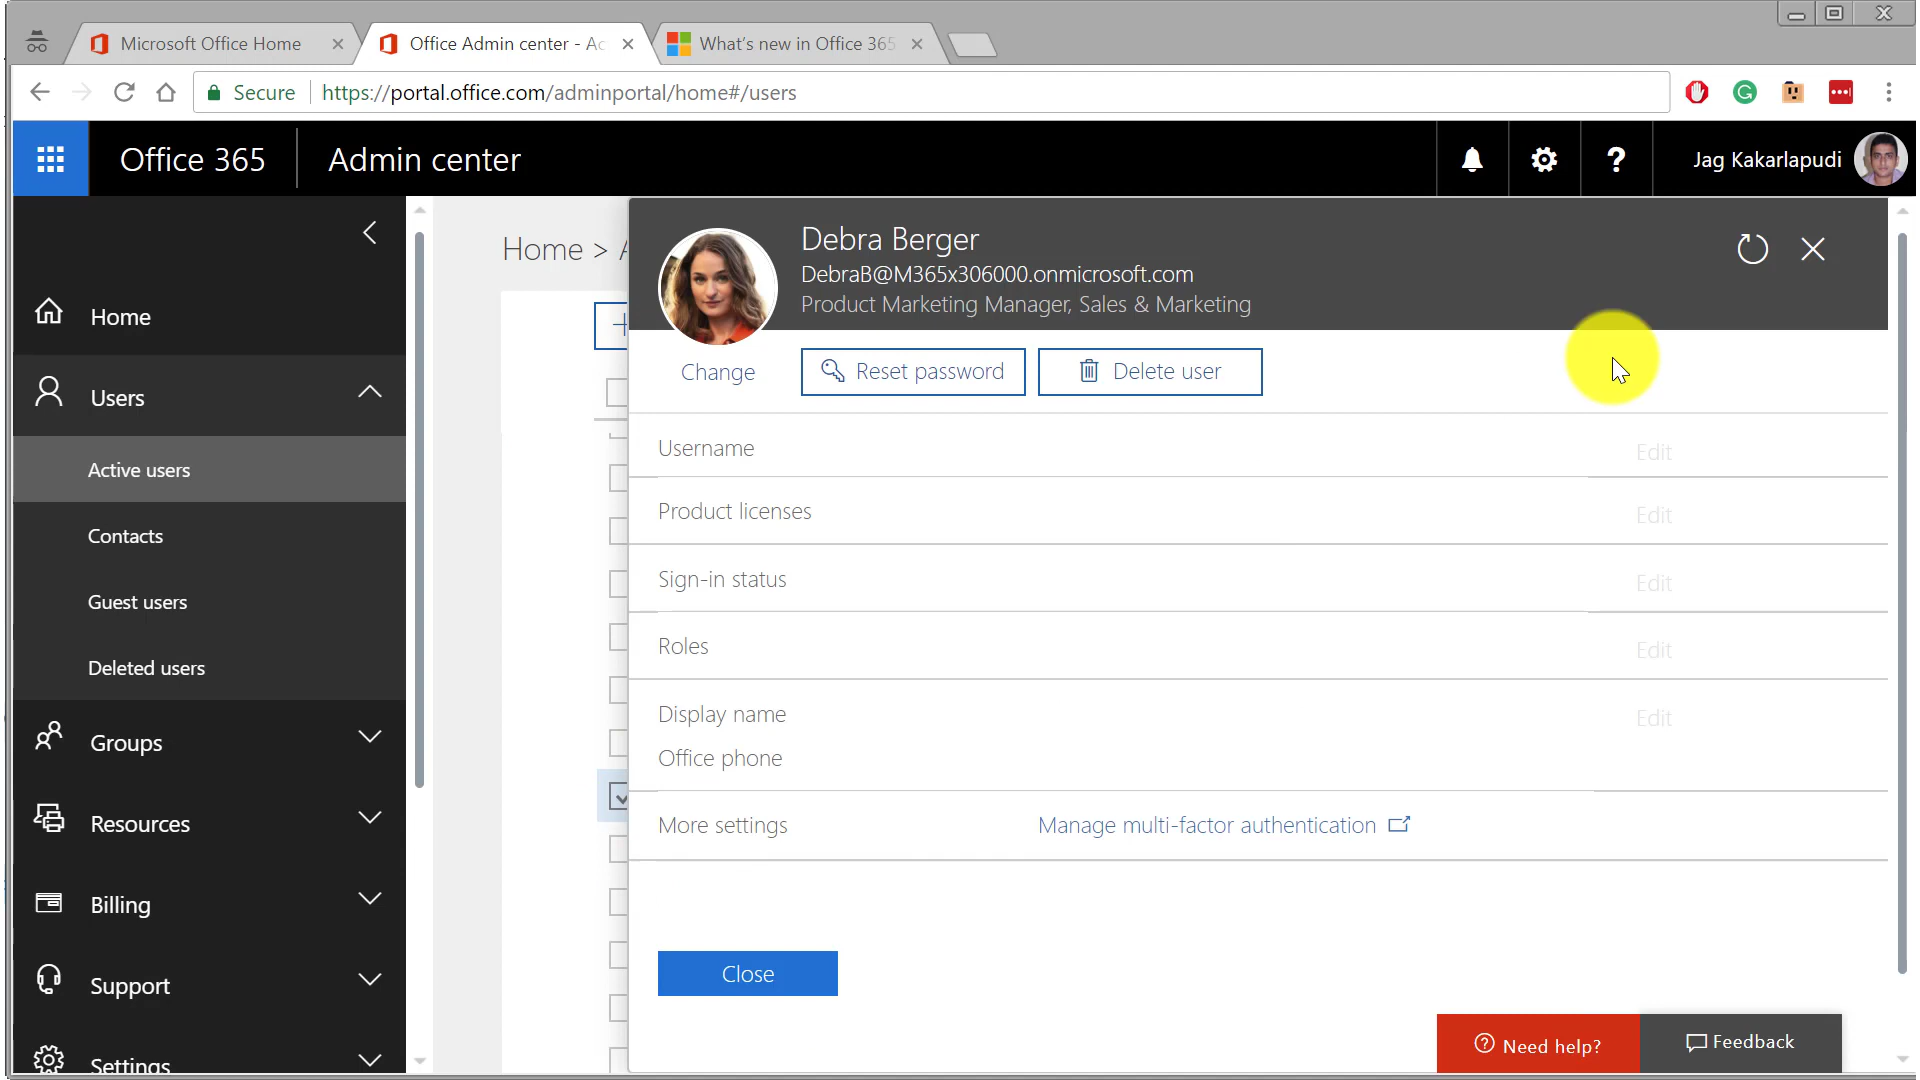 Microsoft Office Home
Office Admin center - Ac
What's new in Office 365
Secure
https://portal.office.com/adminportal/home#/users
Office 365
Admin center
Jag Kakarlapudi
Home > A
Debra Berger
DebraB@M365x306000.onmicrosoft.com
Product Marketing Manager, Sales & Marketing
Change
Reset password
Delete user
Home
Users
Active users
Contacts
Guest users
Deleted users
Groups
Resources
Billing
Support
Settings
Username
Edit
Product licenses
Edit
Sign-in status
Edit
Roles
Edit
Display name
Edit
Office phone
More settings
Manage multi-factor authentication
Close
Need help?
Feedback